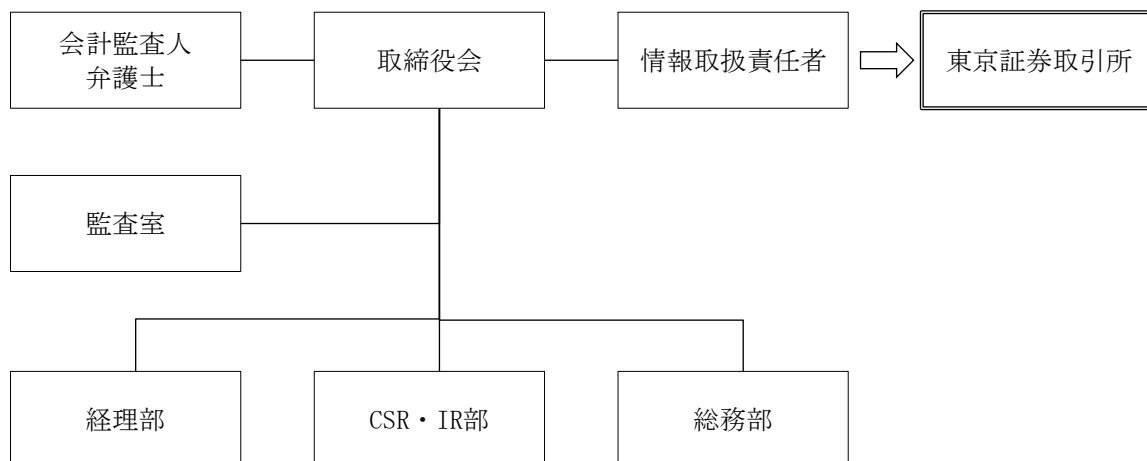 会計監査人
弁護士
取締役会
情報取扱責任者
東京証券取引所
監査室
経理部
CSR・IR部
総務部